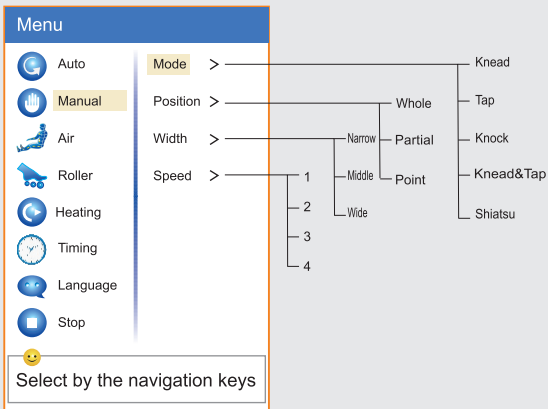 Menu
Auto
Manual
Air
Roller
Heating
Timing
Language
Stop
Mode >
Position >
Width >
Speed >
Knead
Tap
Knock
Knead&Tap
Shiatsu
Whole
Partial
Point
Narrow
Middle
Wide
1
2
3
4
Select by the navigation keys